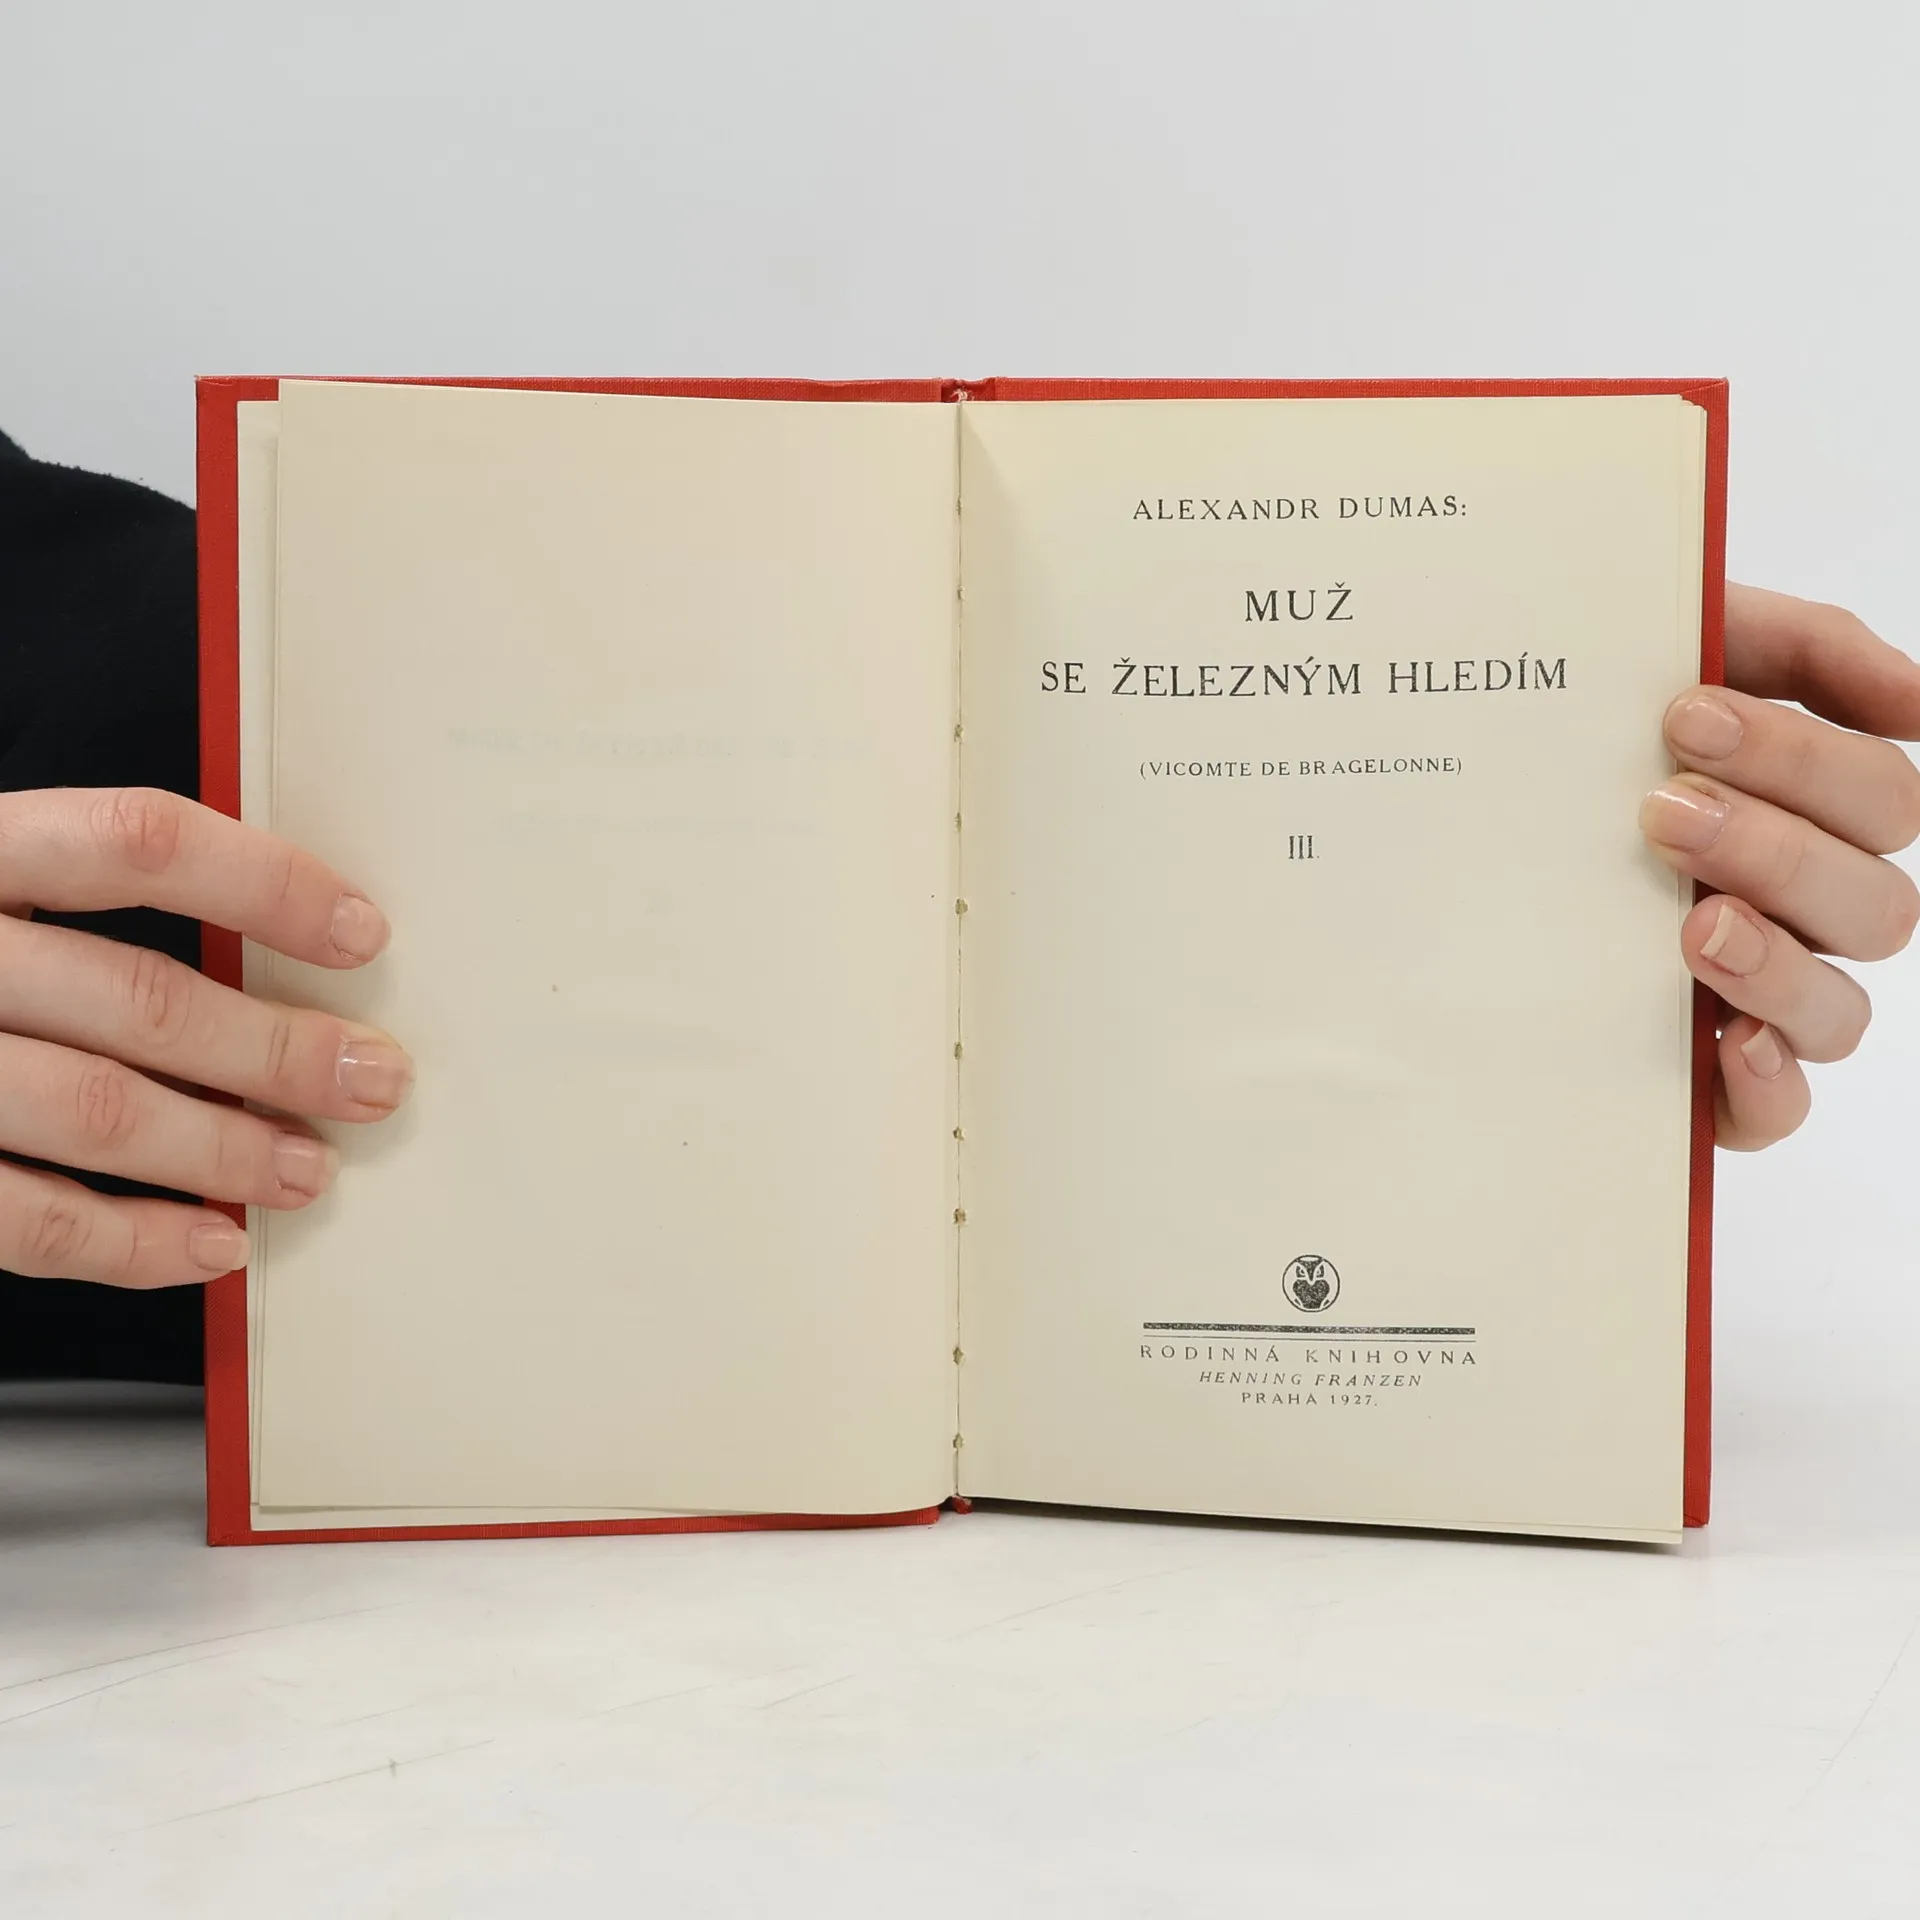 ALEXANDR DUMAS:
MUŽ
SE ŽELEZNÝM HLEDÍM
(VICOMTE DE BRAGELONNE)
III.
RODINNÁ KNIHOVNA
HENNING FRANZEN
PRAHA 1927.